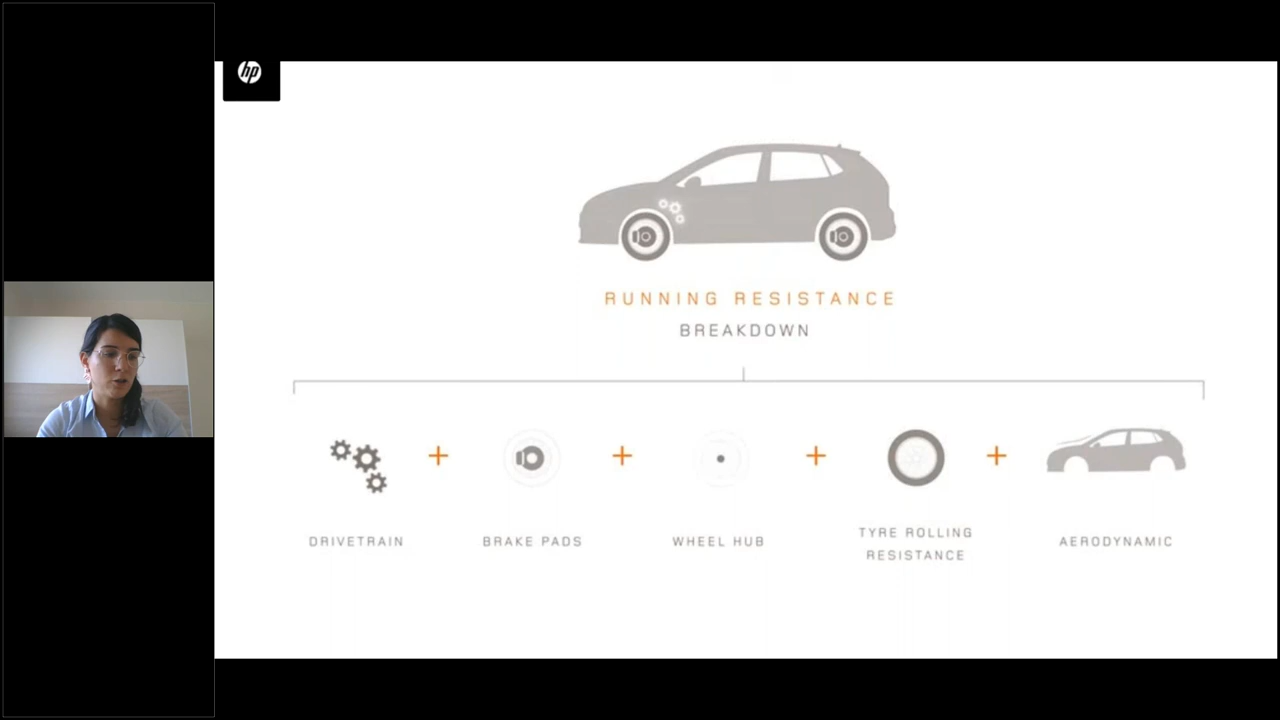 hp
RUNNING RESISTANCE
BREAKDOWN
DRIVETRAIN
BRAKE PADS
WHEEL HUB
TYRE ROLLING
RESISTANCE
AERODYNAMIC